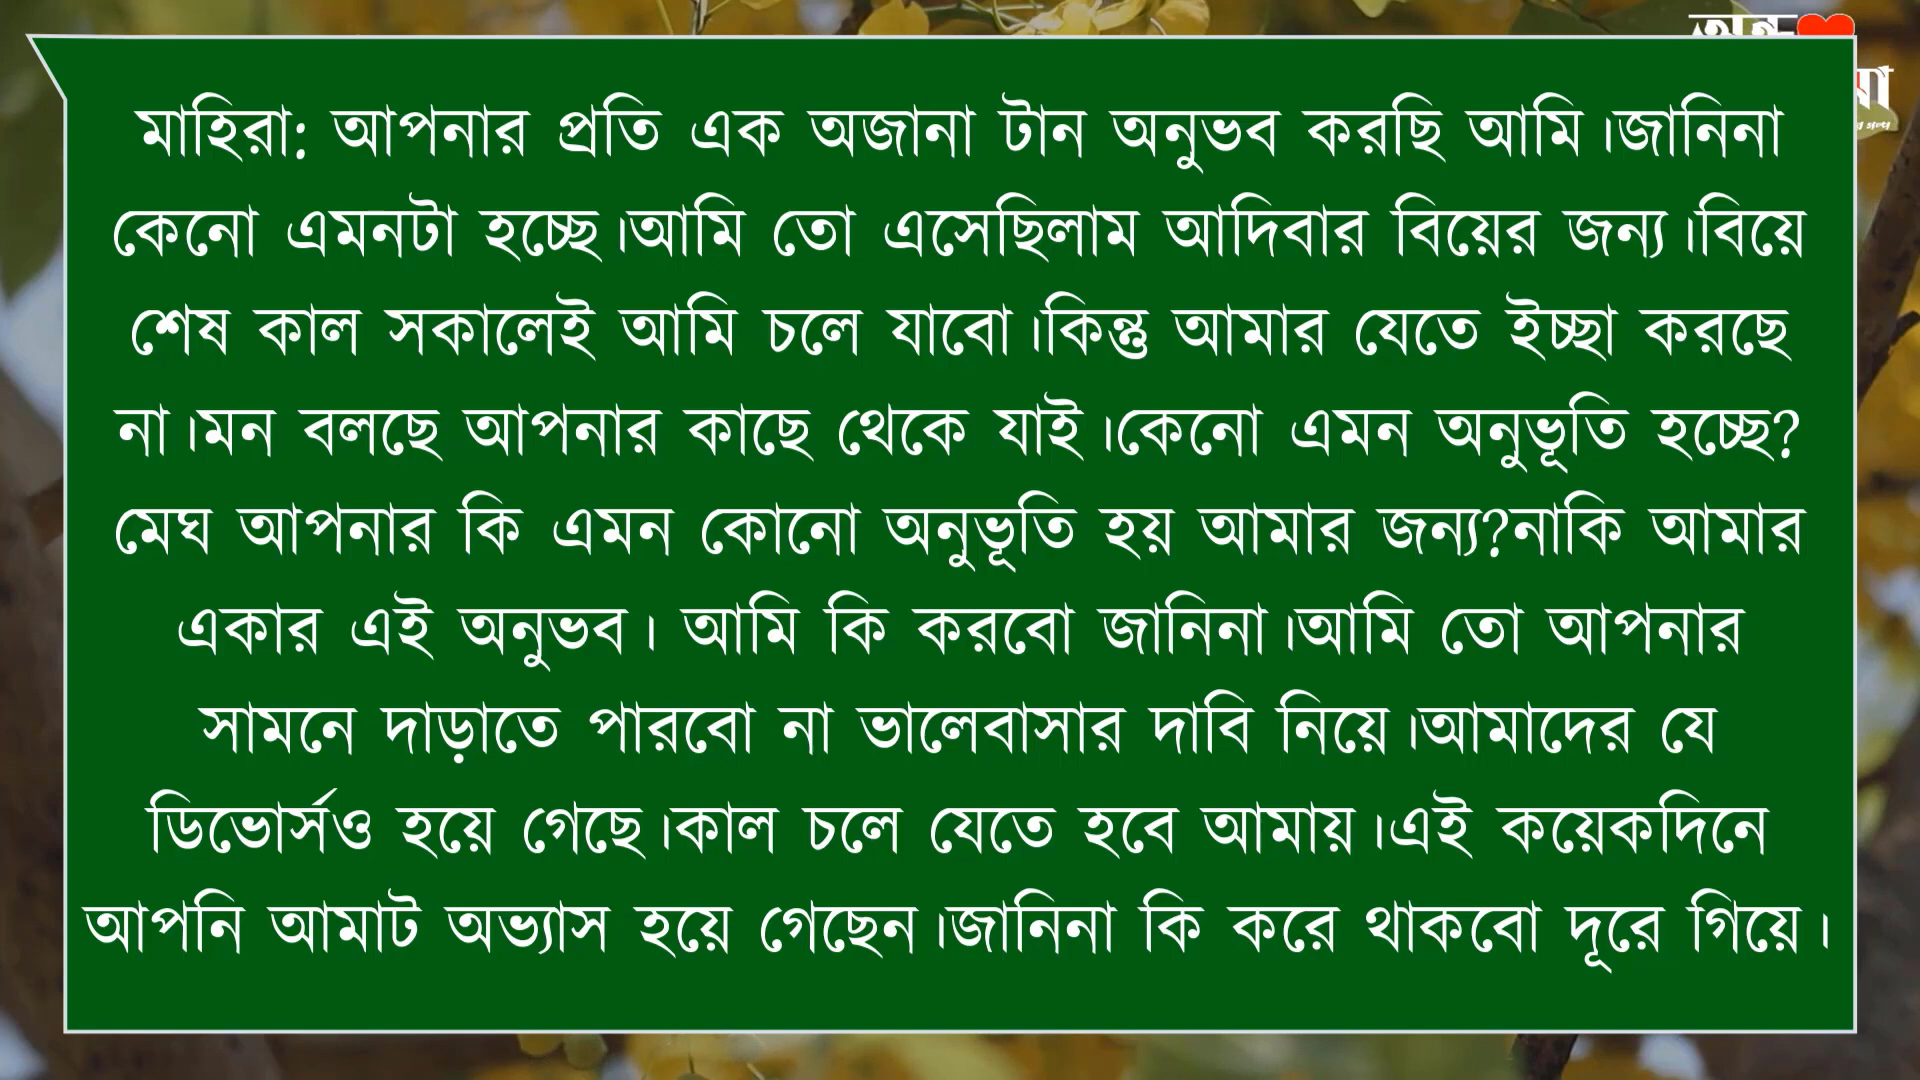 মাহিরা: আপনার প্রতি এক অজানা টান অনুভব করছি আমি।জানিনা
কেনো এমনটা হচ্ছে।আমি তো এসেছিলাম আদিবার বিয়ের জন্য।বিয়ে
শেষ কাল সকালেই আমি চলে যাবো।কিন্তু আমার যেতে ইচ্ছা করছে
না।মন বলছে আপনার কাছে থেকে যাই।কেনো এমন অনুভূতি হচ্ছে?
মেঘ আপনার কি এমন কোনো অনুভূতি হয় আমার জন্য?নাকি আমার
একার এই অনুভব। আমি কি করবো জানিনা।আমি তো আপনার
সামনে দাড়াতে পারবো না ভালেবাসার দাবি নিয়ে।আমাদের যে
ডিভোর্সও হয়ে গেছে।কাল চলে যেতে হবে আমায়।এই কয়েকদিনে
আপনি আমাট অভ্যাস হয়ে গেছেন।জানিনা কি করে থাকবো দূরে গিয়ে।